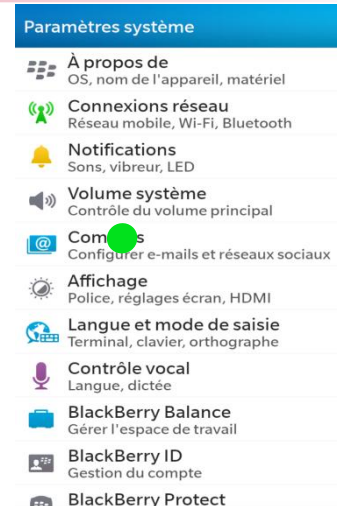 Paramètres système
À propos de
OS, nom de l'appareil, matériel
Connexions réseau
Réseau mobile, Wi-Fi, Bluetooth
Notifications
Sons, vibreur, LED
Volume système
Contrôle du volume principal
Configurer e-mails et réseaux sociaux
Affichage
Police, réglages écran, HDMI
Langue et mode de saisie
Terminal, clavier, orthographe
Contrôle vocal
Langue, dictée
BlackBerry Balance
Gérer l'espace de travail
BlackBerry ID
Gestion du compte
BlackBerry Protect